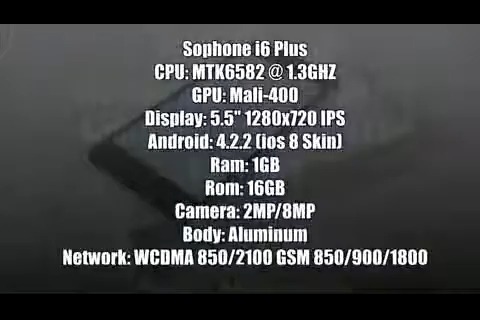 Sophone i6 Plus
CPU: MTK6582 @ 1.3GHZ
GPU: Mali-400
Display: 5.5" 1280x720 IPS
Android: 4.2.2 (ios 8 Skin)
Ram: 1GB
Rom: 16GB
Camera: 2MP/8MP
Body: Aluminum
Network: WCDMA 850/2100 GSM 850/900/1800